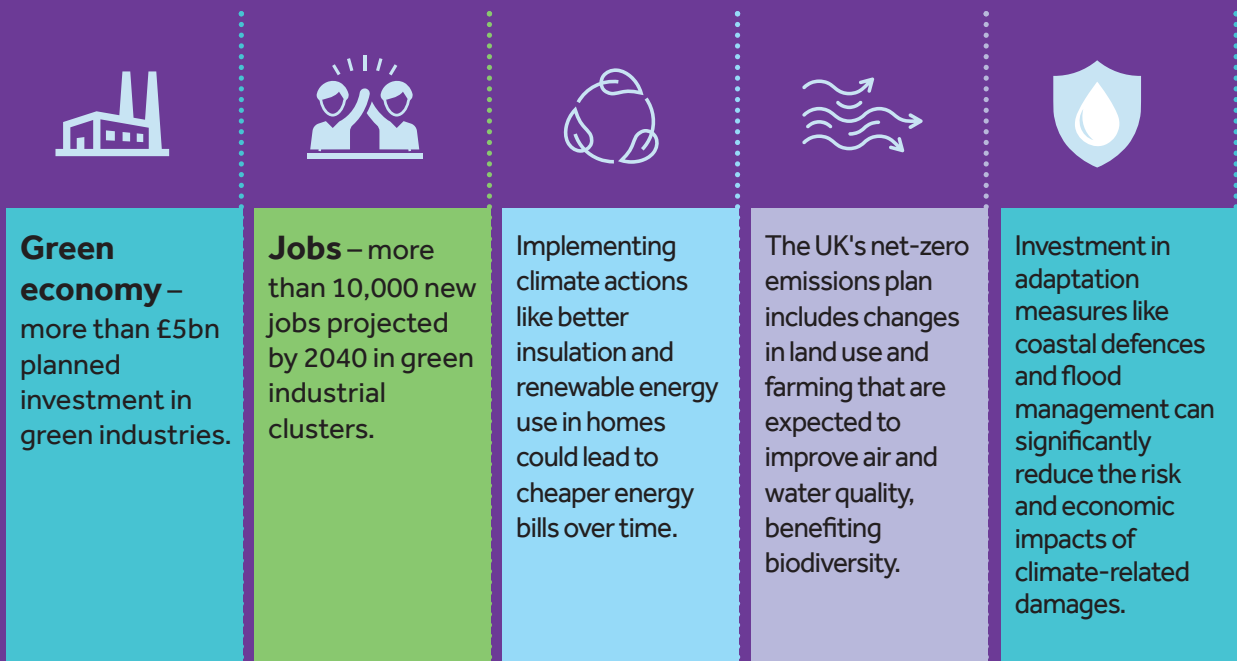 Green
economy –
more than £5bn
planned
investment in
green industries.
Jobs – more
than 10,000 new
jobs projected
by 2040 in green
industrial
clusters.
Implementing
climate actions
like better
insulation and
renewable energy
use in homes
could lead to
cheaper energy
bills over time.
The UK's net-zero
emissions plan
includes changes
in land use and
farming that are
expected to
improve air and
water quality,
benefiting
biodiversity.
Investment in
adaptation
measures like
coastal defences
and flood
management can
significantly
reduce the risk
and economic
impacts of
climate-related
damages.